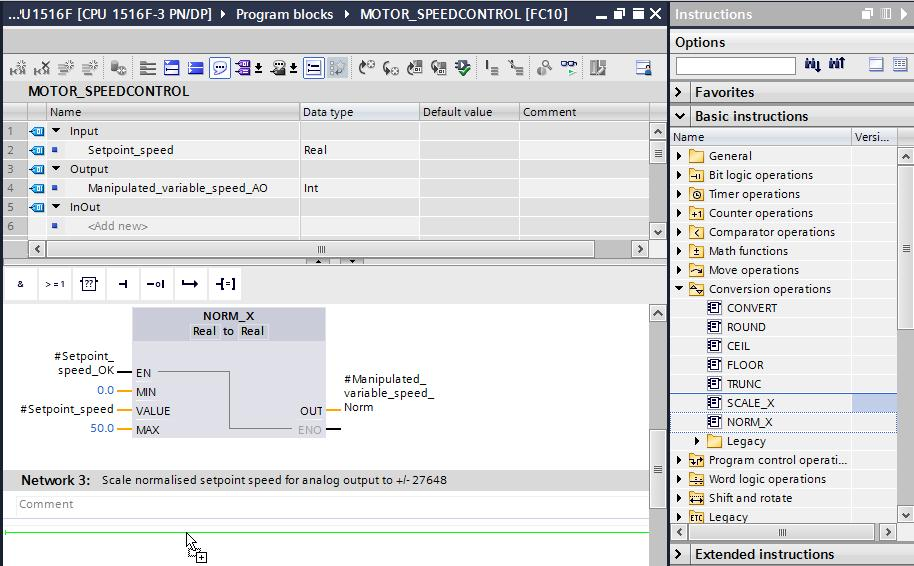 ...'U1516F [CPU 1516F-3 PN/DP] Program blocks MOTOR_SPEEDCONTROL [FC10]
MOTOR_SPEEDCONTROL
Name Data type Default value Comment
1 Input
2 Setpoint_speed Real
3 Output
4 Manipulated_variable_speed_AO Int
5 InOut
6 <Add new>
& >=1 [??] -[=]
NORM_X
Real to Real
#Setpoint_
speed_OK EN
0.0 MIN
#Setpoint_speed VALUE
50.0 MAX
#Manipulated_
variable_speed_
Norm
OUT
ENO
Network 3: Scale normalised setpoint speed for analog output to +/- 27648
Comment
Instructions
Options
Favorites
Basic instructions
Name Versi...
General
Bit logic operations
Timer operations
Counter operations
Comparator operations
Math functions
Move operations
Conversion operations
CONVERT
ROUND
CEIL
FLOOR
TRUNC
SCALE_X
NORM_X
Legacy
Program control operati...
Word logic operations
Shift and rotate
ETC Legacy
Extended instructions